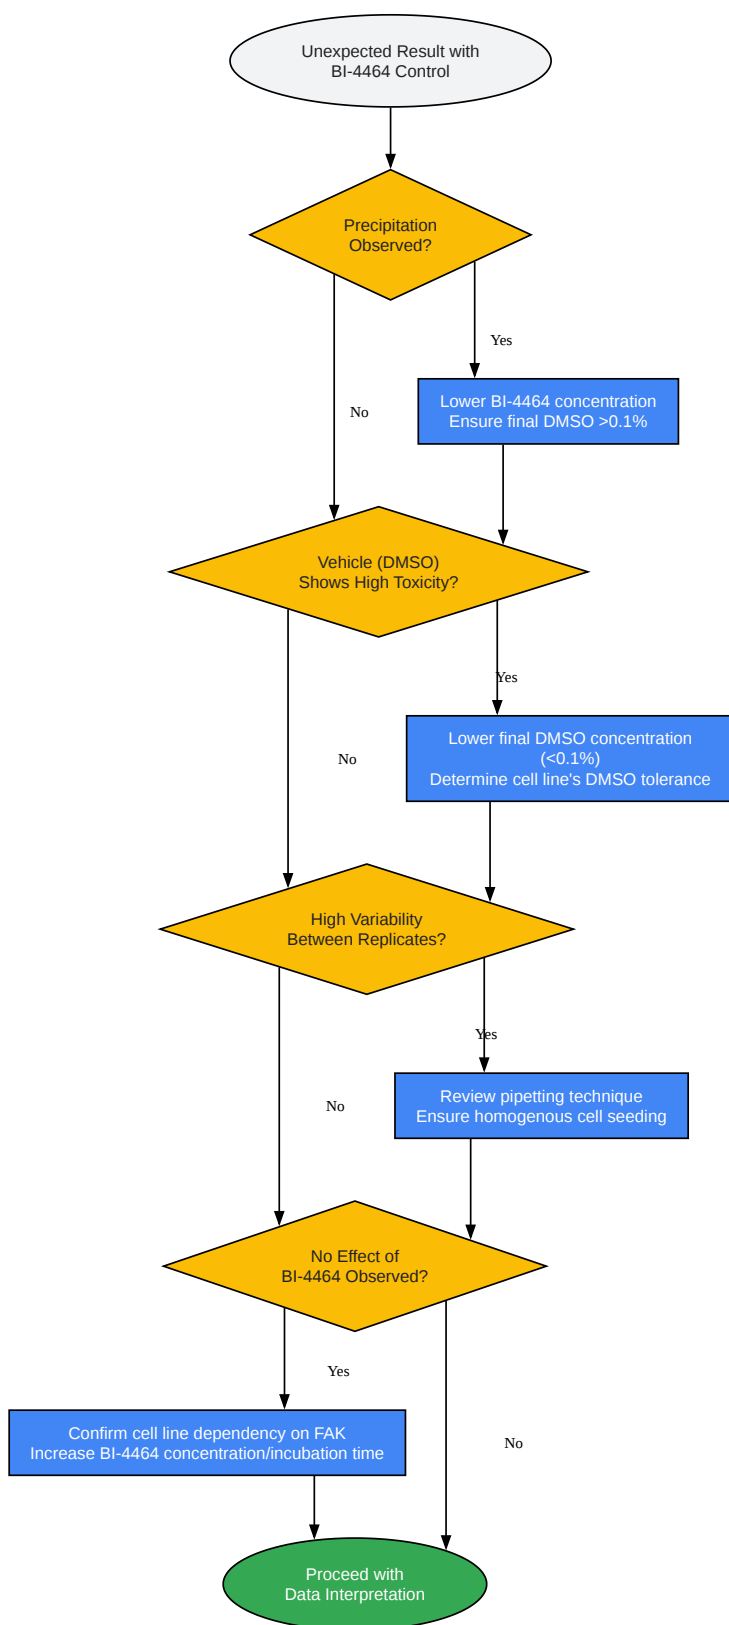 Unexpected Result with
BI-4464 Control
Precipitation
Observed?
Yes
No
Lower BI-4464 concentration
Ensure final DMSO >0.1%
Vehicle (DMSO)
Shows High Toxicity?
Yes
No
Lower final DMSO concentration
(<0.1%)
Determine cell line's DMSO tolerance
High Variability
Between Replicates?
Yes
No
Review pipetting technique
Ensure homogenous cell seeding
No Effect of
BI-4464 Observed?
Yes
No
Confirm cell line dependency on FAK
Increase BI-4464 concentration/incubation time
Proceed with
Data Interpretation